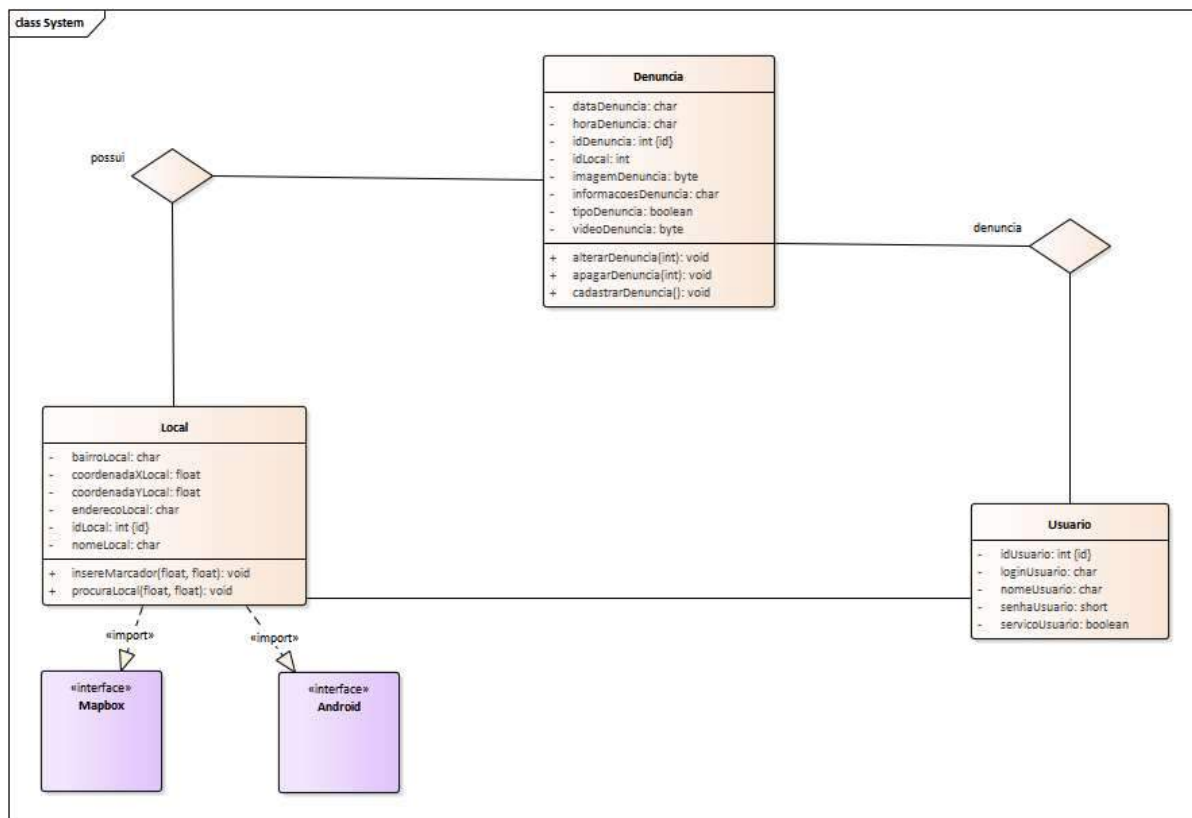 class System
Denuncia
- dataDenuncia: char
- horaDenuncia: char
- idDenuncia: int {id}
- idLocal: int
- imagemDenuncia: byte
- informacoesDenuncia: char
- tipoDenuncia: boolean
- videoDenuncia: byte
+ alterarDenuncia(int): void
+ apagarDenuncia(int): void
+ cadastrarDenuncia(): void
possui
denuncia
Local
- bairroLocal: char
- coordenadaXLocal: float
- coordenadaYLocal: float
- enderecoLocal: char
- idLocal: int {id}
- nomeLocal: char
+ insereMarcador(float, float): void
+ procuraLocal(float, float): void
Usuario
- idUsuario: int {id}
- loginUsuario: char
- nomeUsuario: char
- senhaUsuario: short
- servicoUsuario: boolean
«import»
«import»
«interface»
Mapbox
«interface»
Android